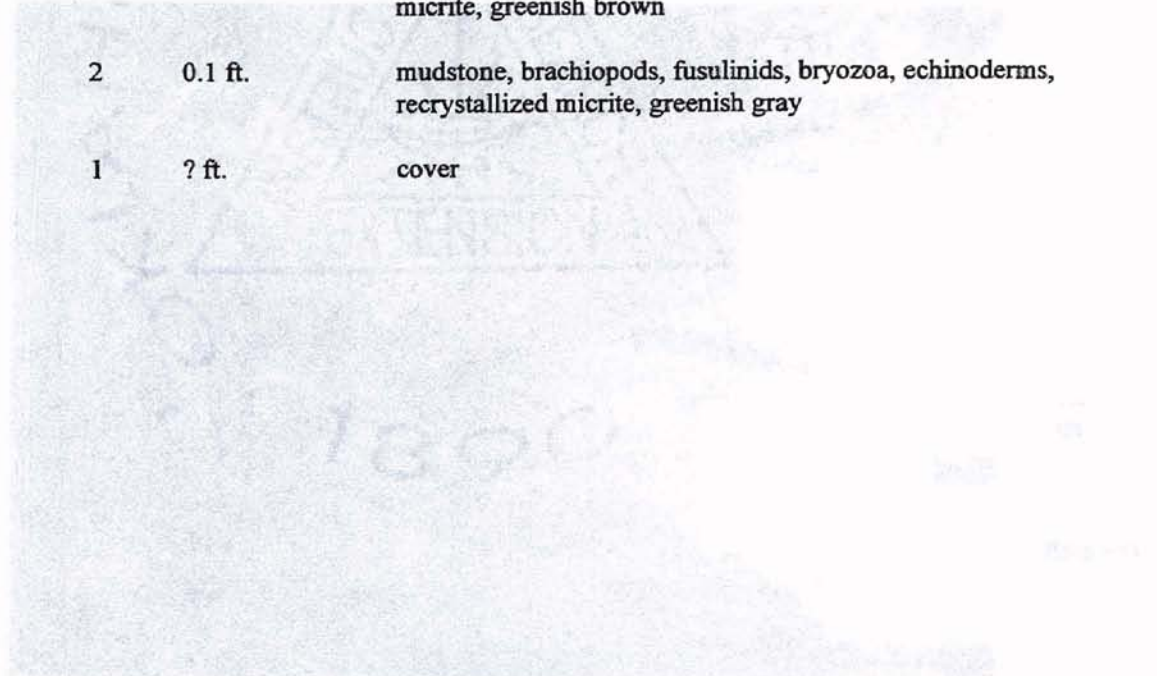 micrite, greenish brown
2 0.1 ft. mudstone, brachiopods, fusulinids, bryozoa, echinoderms,
recrystallized micrite, greenish gray
1 ? ft. cover
1890